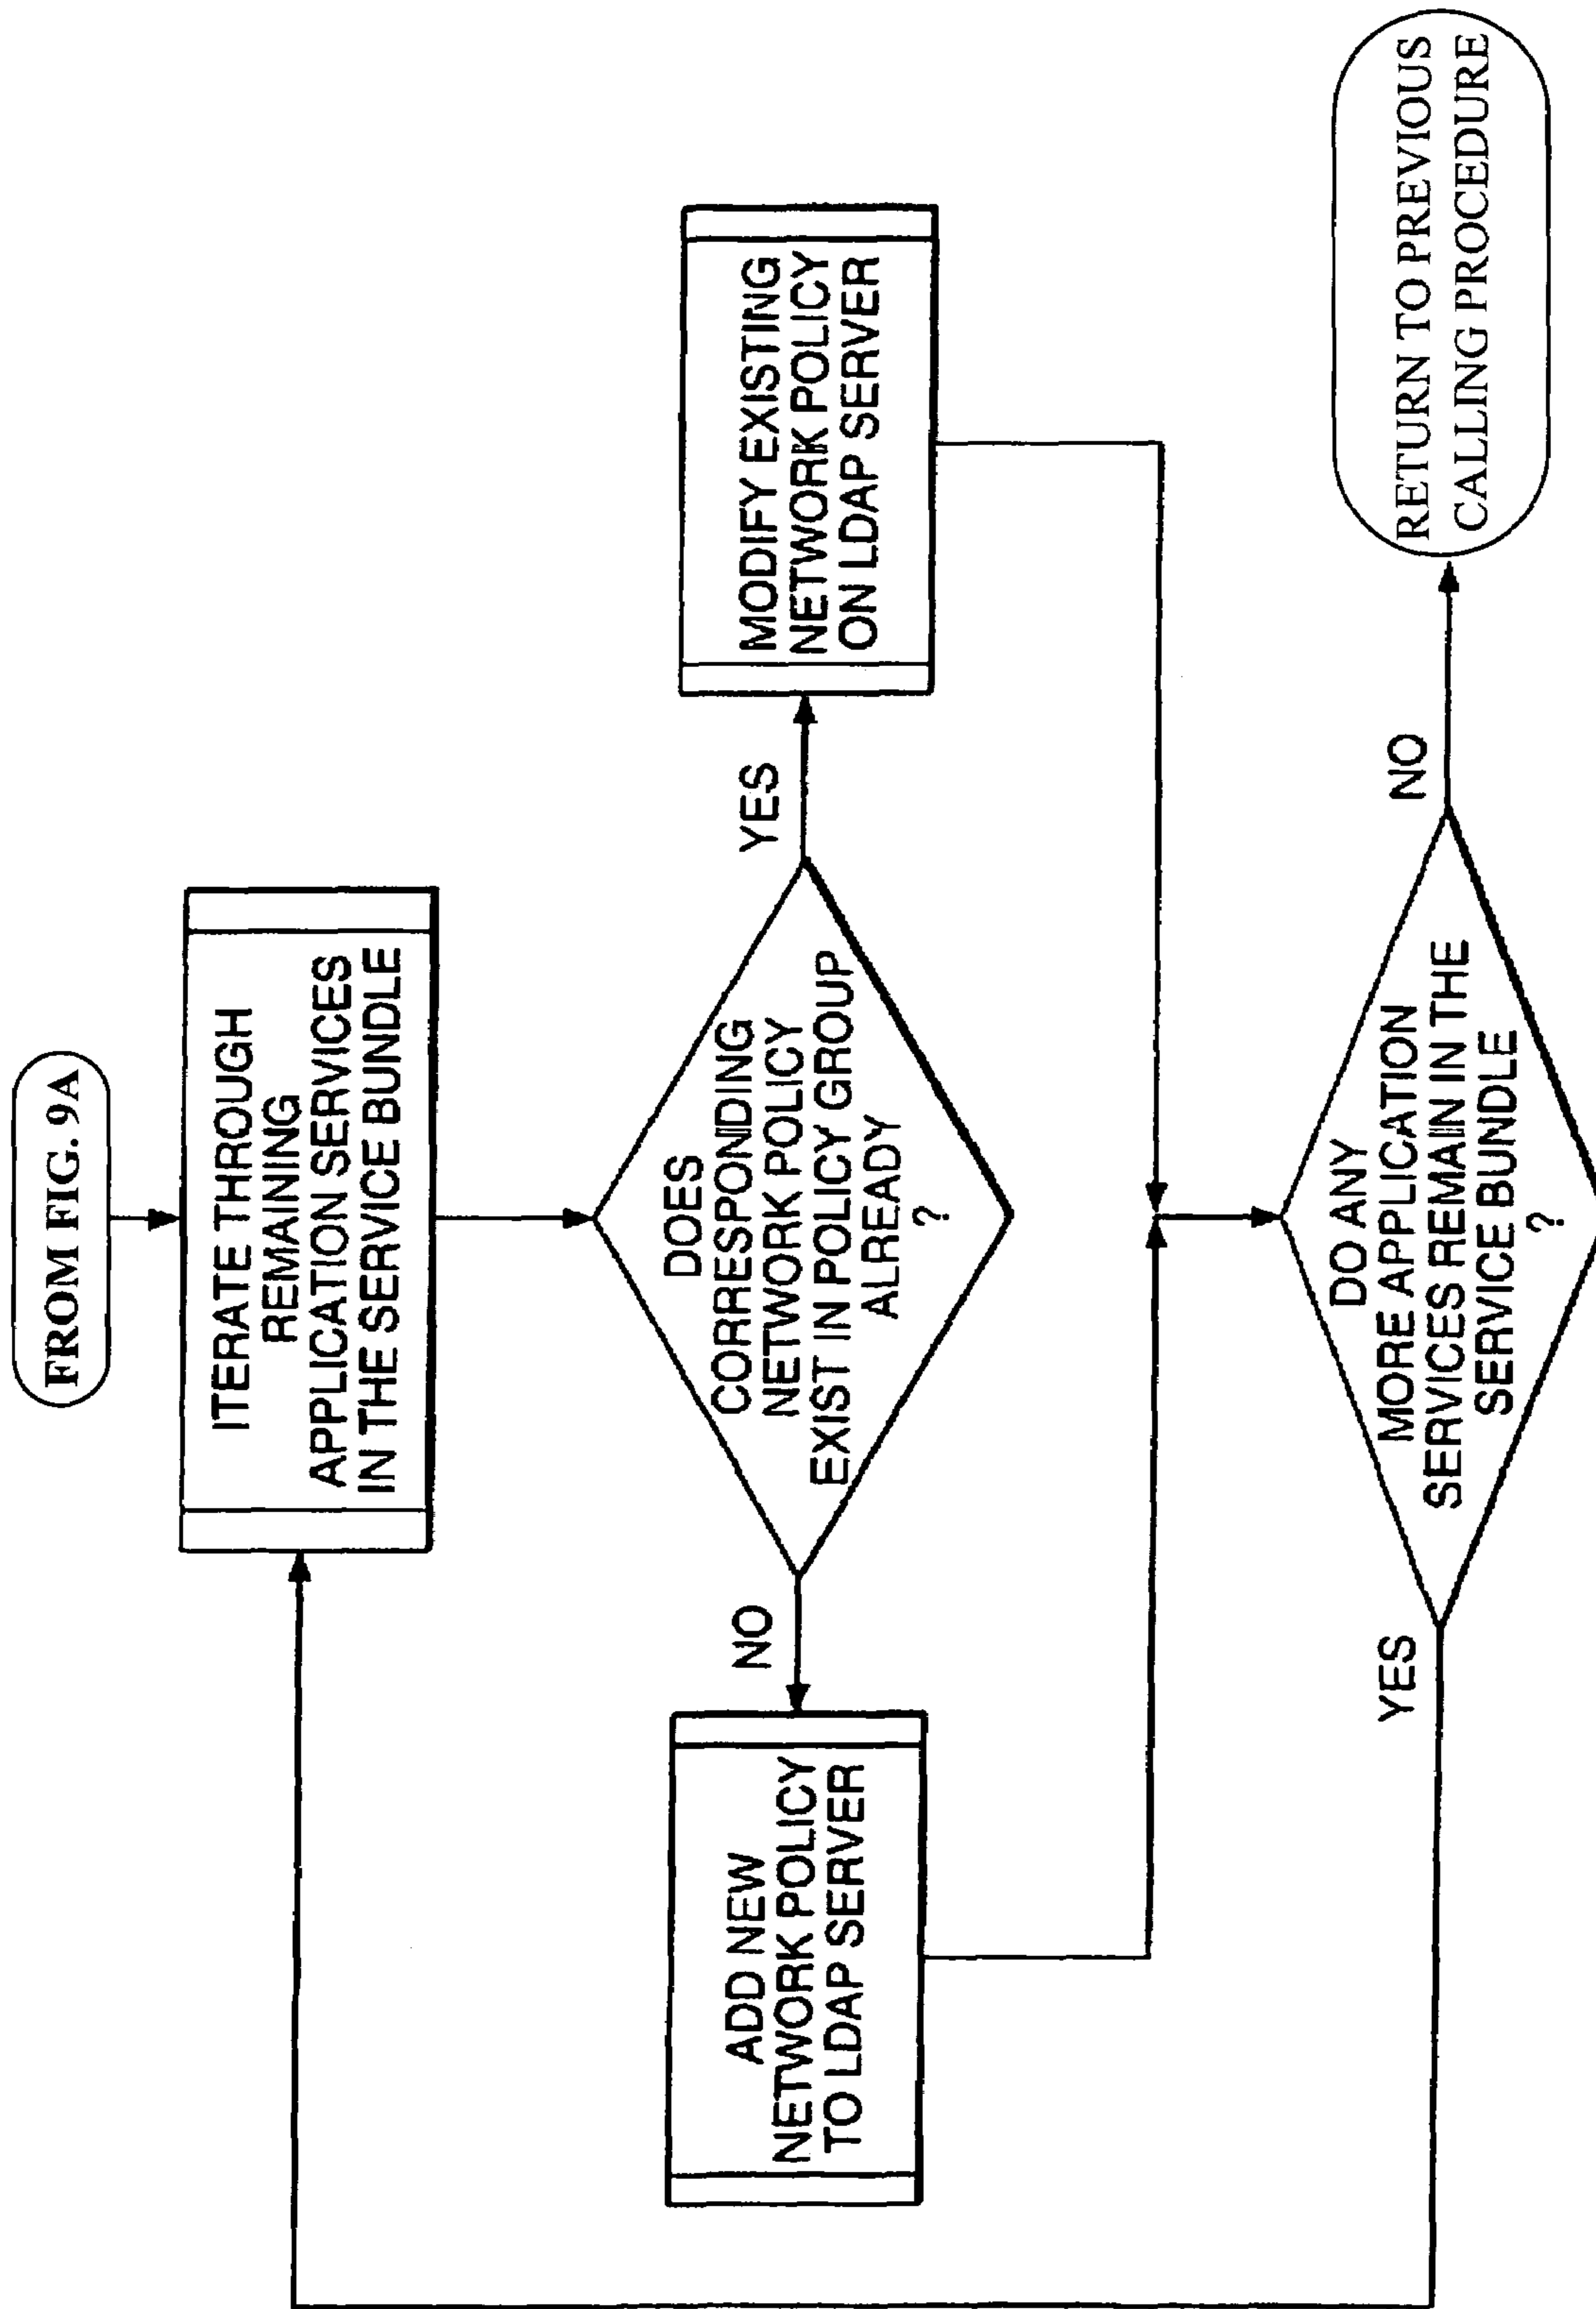 FROM FIG. 9A
ITERATE THROUGH
REMAINING
APPLICATION SERVICES
IN THE SERVICE BUNDLE
DOES
CORRESPONDING
NETWORK POLICY
EXIST IN POLICY GROUP
ALREADY
?
NO
YES
ADD NEW
NETWORK POLICY
TO LDAP SERVER
MODIFY EXISTING
NETWORK POLICY
ON LDAP SERVER
DO ANY
MORE APPLICATION
SERVICES REMAIN IN THE
SERVICE BUNDLE
?
YES
NO
RETURN TO PREVIOUS
CALLING PROCEDURE